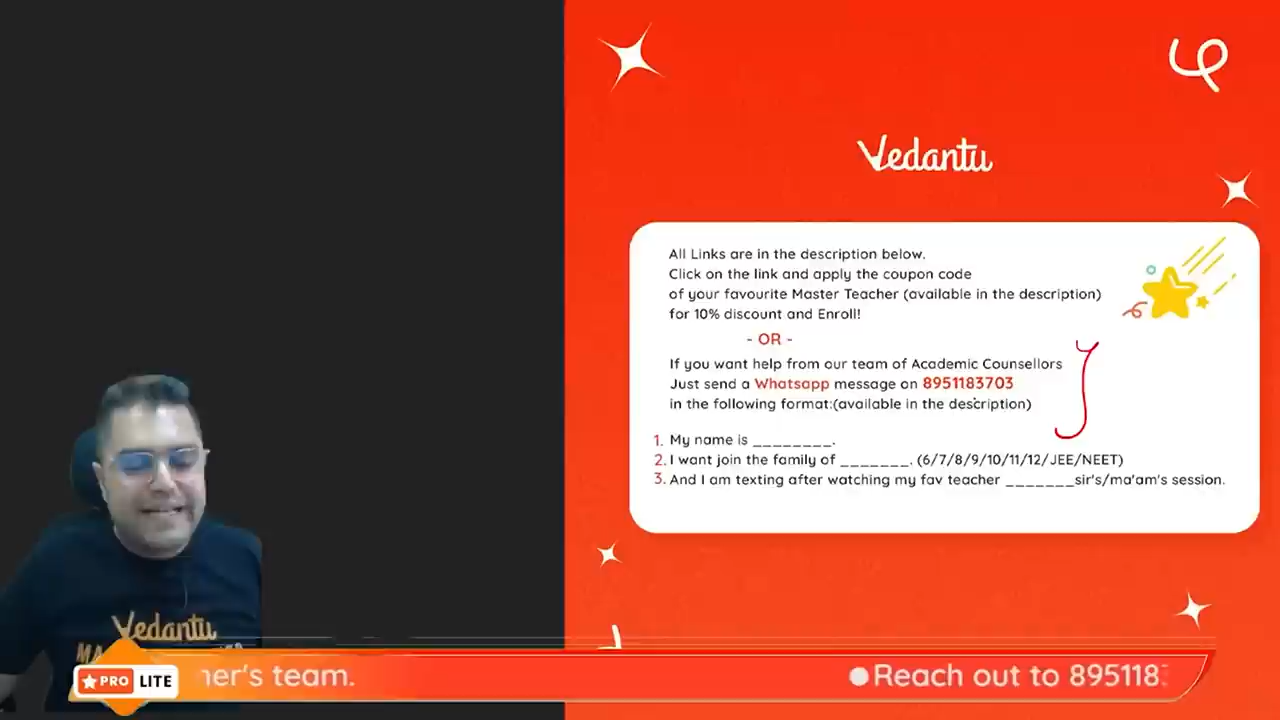 Vedantu
All Links are in the description below.
Click on the link and apply the coupon code
of your favourite Master Teacher (available in the description)
for 10% discount and Enroll!
- OR -
If you want help from our team of Academic Counsellors
Just send a Whatsapp message on 8951183703
in the following format:(available in the description)
1. My name is ________.
2. I want join the family of _______. (6/7/8/9/10/11/12/JEE/NEET)
3. And I am texting after watching my fav teacher _______sir's/ma'am's session.
Vedantu
PRO LITE
ner's team.
Reach out to 895118